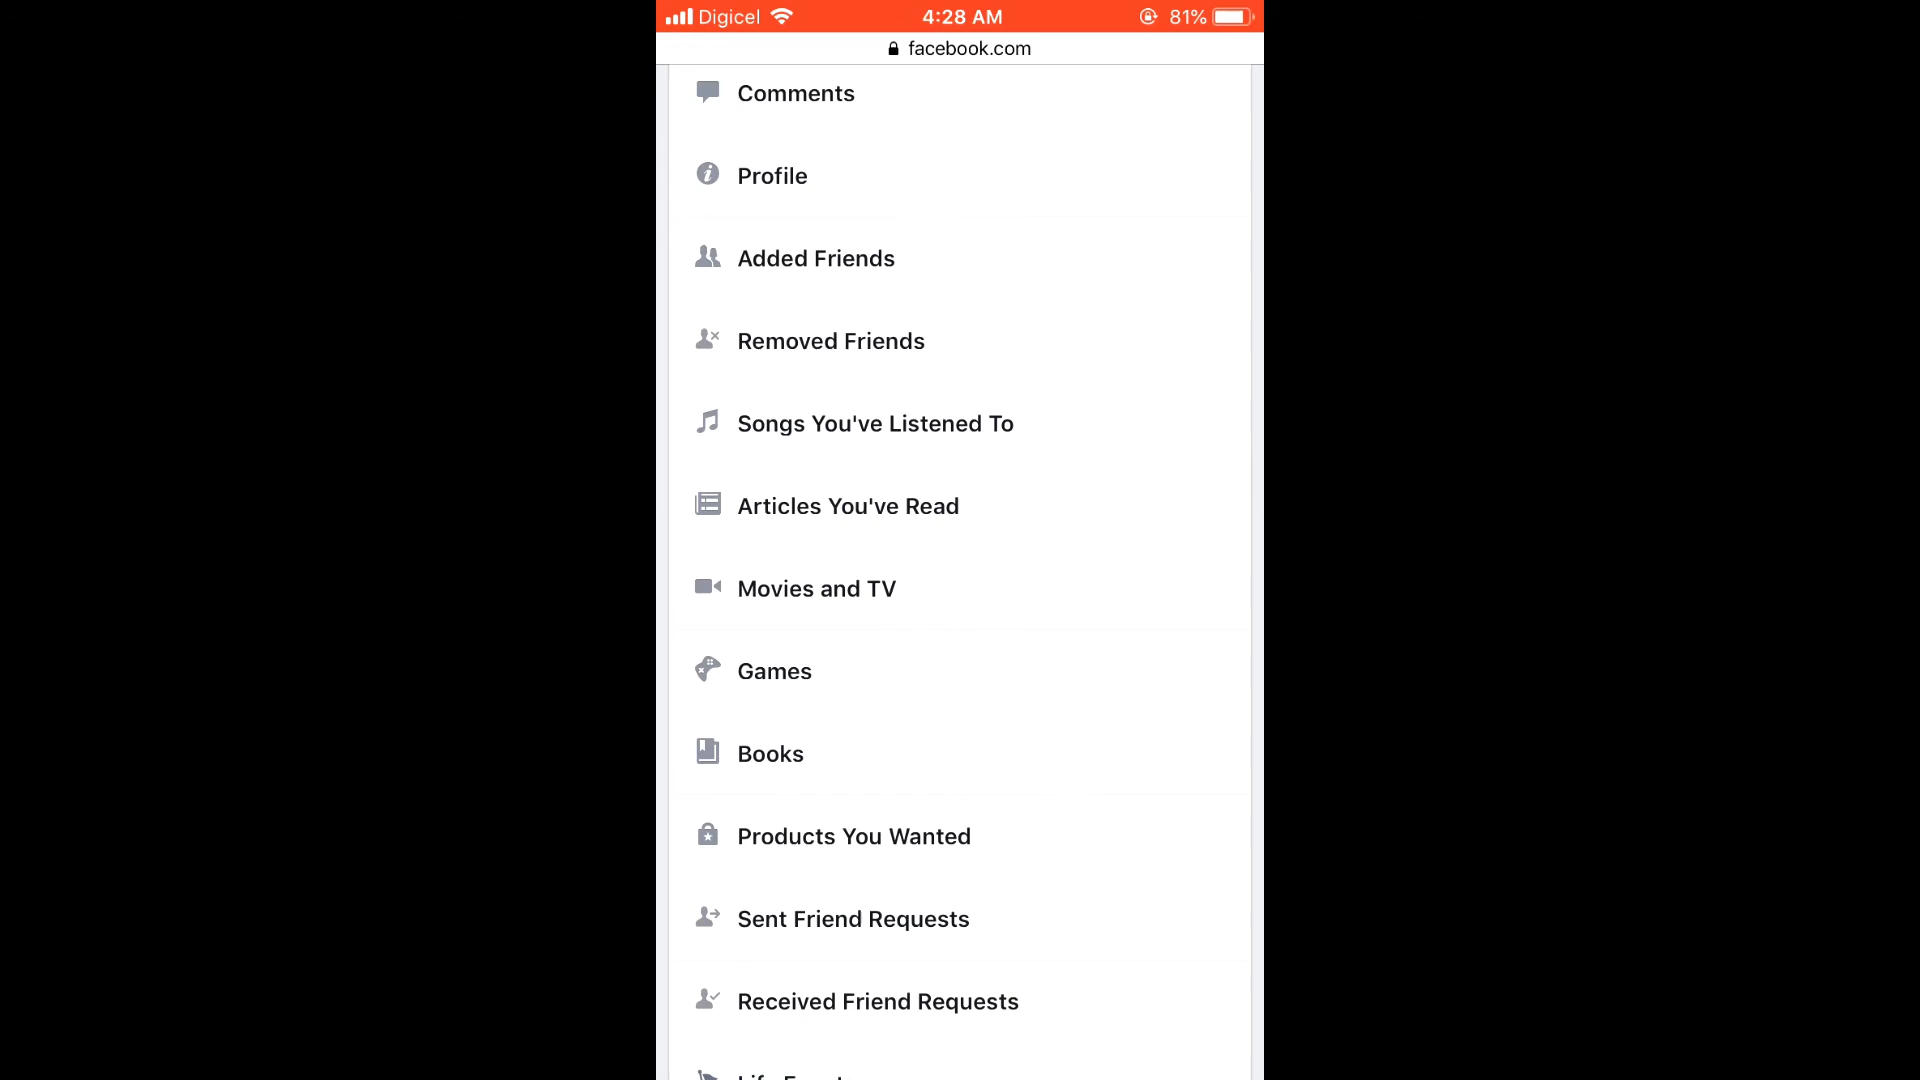 Digicel 4:28 AM 81%
facebook.com
Comments
Profile
Added Friends
Removed Friends
Songs You've Listened To
Articles You've Read
Movies and TV
Games
Books
Products You Wanted
Sent Friend Requests
Received Friend Requests